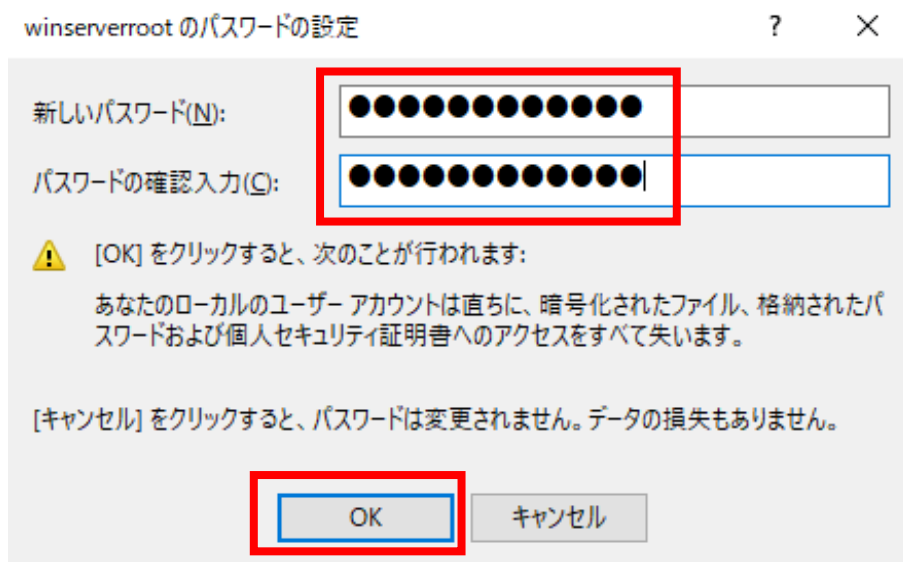 winserverroot のパスワードの設定 ? ×
新しいパスワード(N): ●●●●●●●●●●●●
パスワードの確認入力(C): ●●●●●●●●●●●●
[OK] をクリックすると、次のことが行われます:
あなたのローカルのユーザー アカウントは直ちに、暗号化されたファイル、格納されたパ
スワードおよび個人セキュリティ証明書へのアクセスをすべて失います。
[キャンセル] をクリックすると、パスワードは変更されません。データの損失もありません。
OK キャンセル